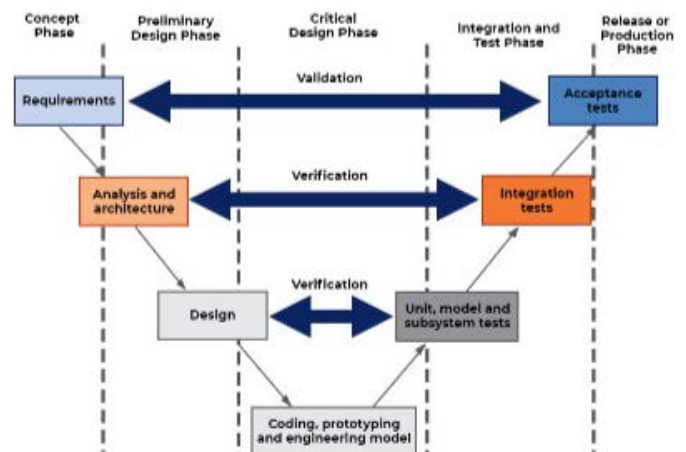 Concept
Phase
Preliminary
Design Phase
Critical
Design Phase
Integration and
Test Phase
Release or
Production
Phase
Requirements
Validation
Acceptance
tests
Analysis and
architecture
Verification
Integration
tests
Design
Verification
Unit, model and
subsystem tests
Coding, prototyping
and engineering model